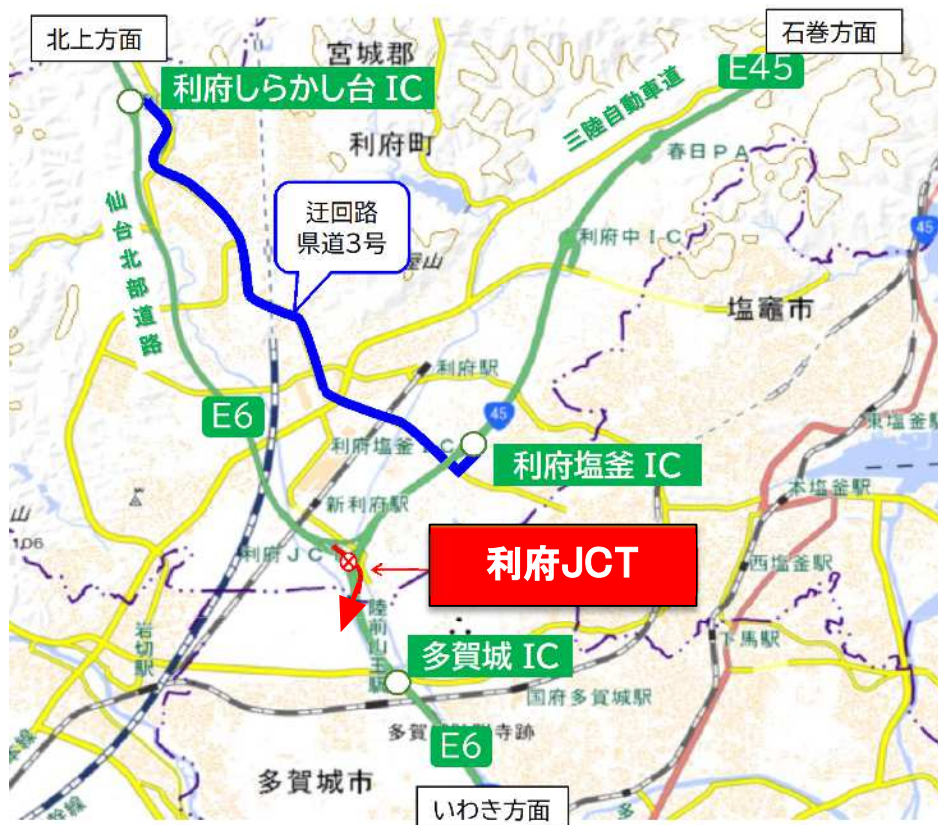 北上方面
石巻方面
宮城郡
利府しらかし台 IC
E45
三陸自動車道
利府町
春日PA
迂回路
県道3号
仙台北部道路
利府中IC
45
塩竈市
利府駅
E6
45
利府塩釜IC
利府塩釜 IC
東塩釜駅
新利府駅
本塩釜駅
山
106
利府JC
利府JCT
西塩釜駅
陸前山王駅
岩切駅
多賀城 IC
下馬駅
国府多賀城駅
E6
多賀城市
いわき方面
多